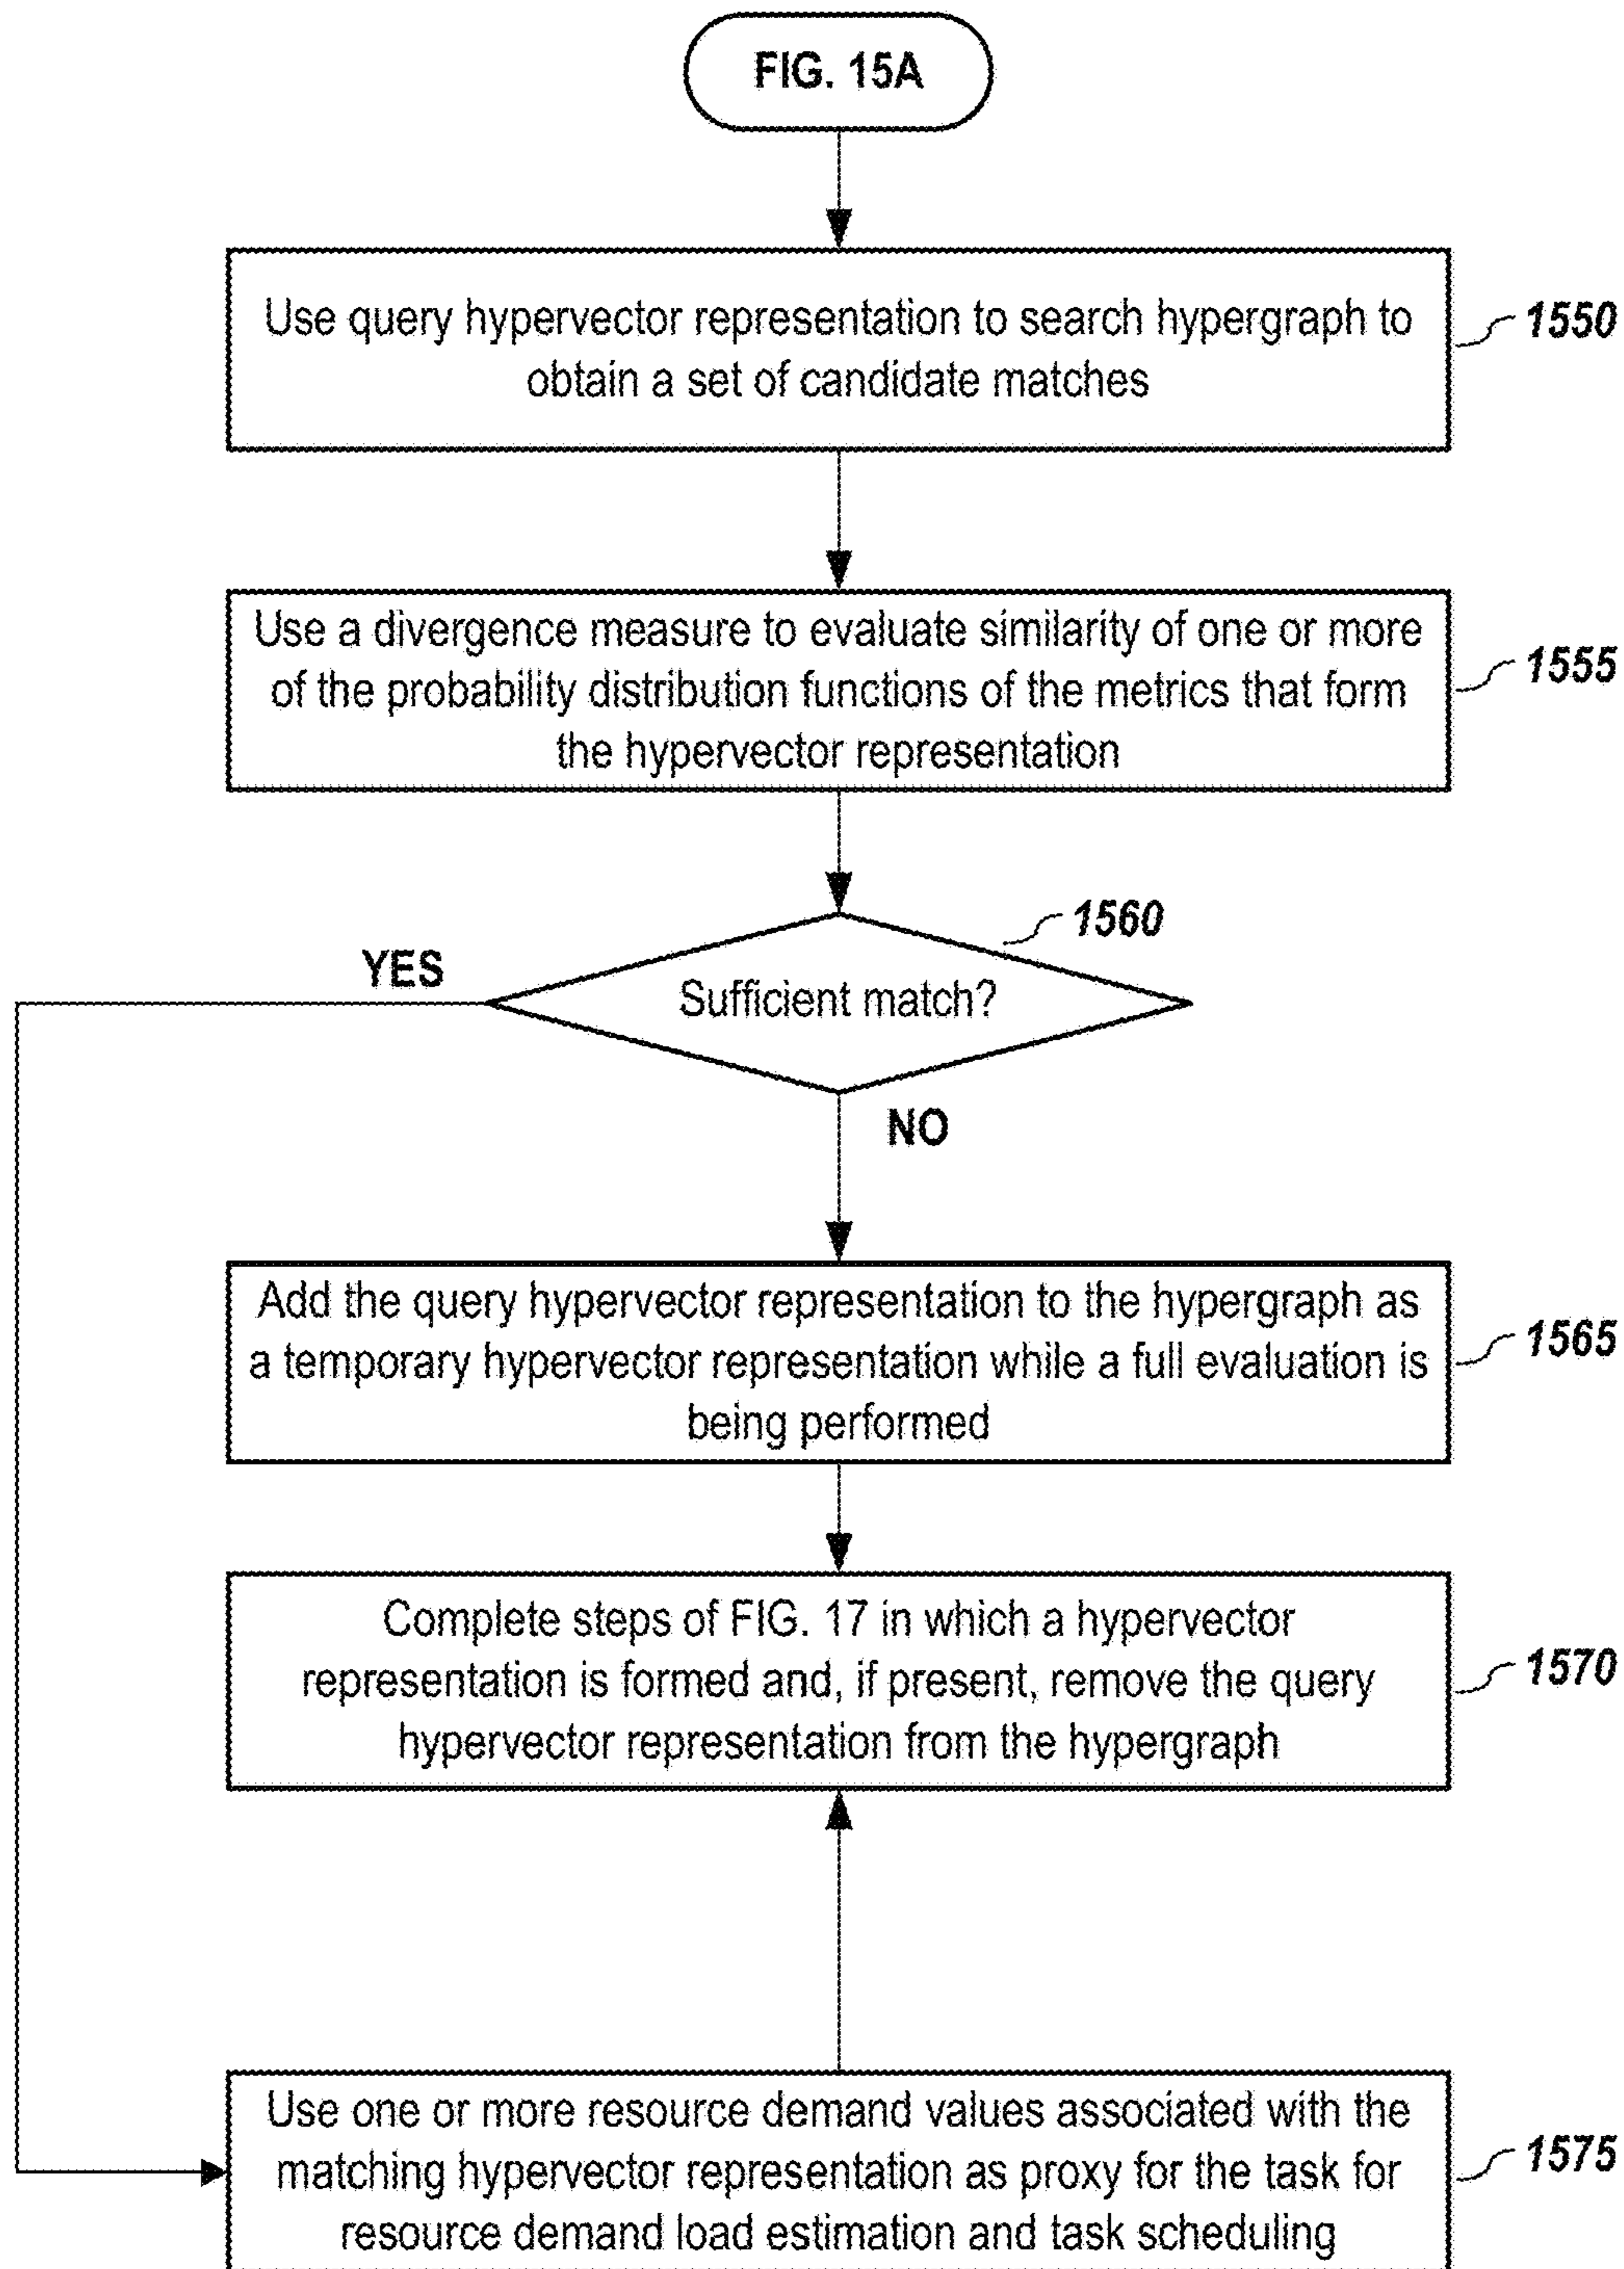 FIG. 15A
Use query hypervector representation to search hypergraph to
obtain a set of candidate matches
1550
Use a divergence measure to evaluate similarity of one or more
of the probability distribution functions of the metrics that form
the hypervector representation
1555
1560
YES
Sufficient match?
NO
Add the query hypervector representation to the hypergraph as
a temporary hypervector representation while a full evaluation is
being performed
1565
Complete steps of FIG. 17 in which a hypervector
representation is formed and, if present, remove the query
hypervector representation from the hypergraph
1570
Use one or more resource demand values associated with the
matching hypervector representation as proxy for the task for
resource demand load estimation and task scheduling
1575